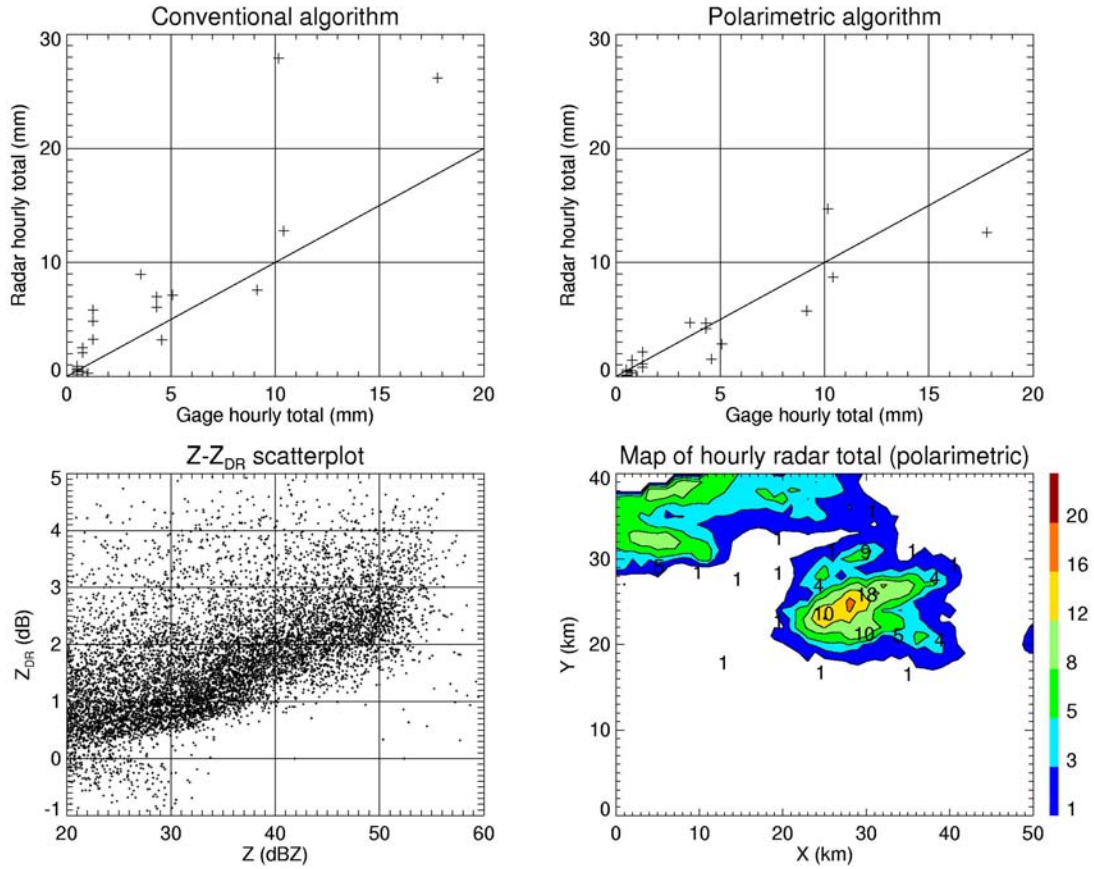 Conventional algorithm
30
20
10
0
Radar hourly total (mm)
0 5 10 15 20
Gage hourly total (mm)
Polarimetric algorithm
30
20
10
0
Radar hourly total (mm)
0 5 10 15 20
Gage hourly total (mm)
Z-ZDR scatterplot
5
4
3
2
1
0
-1
ZDR (dB)
20 30 40 50 60
Z (dBZ)
Map of hourly radar total (polarimetric)
40
30
20
10
0
Y (km)
0 10 20 30 40 50
X (km)
1
1
1
9
1
1
1
1
1
4
4
18
10
1
10
5
4
1
1
1
20
16
12
8
5
3
1